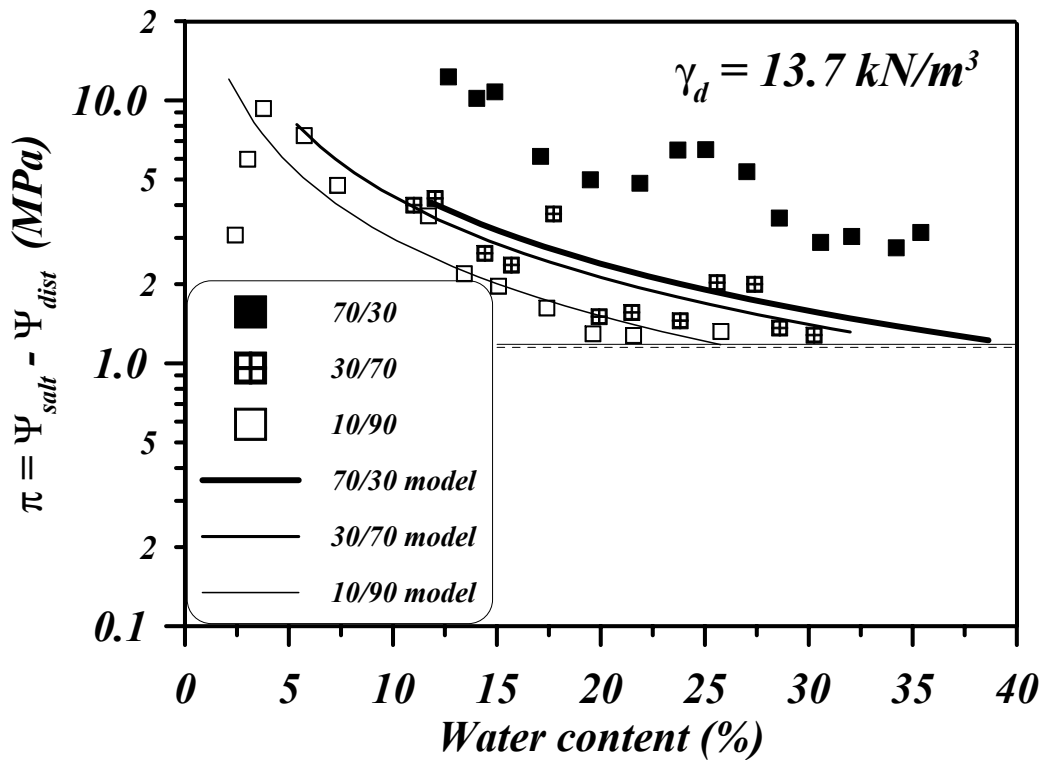 2
γd = 13.7 kN/m3
10.0
5
2
1.0
5
2
0.1
π = Ψsalt - Ψdist (MPa)
70/30
30/70
10/90
70/30 model
30/70 model
10/90 model
0 5 10 15 20 25 30 35 40
Water content (%)